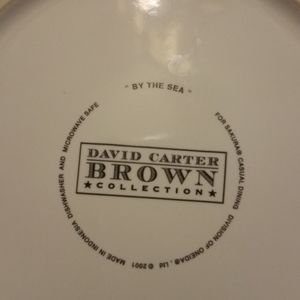 ~ BY THE SEA ~
FOR SAKURA® CASUAL DINING DIVISION OF ONEIDA®, Ltd © 2001 MADE IN INDONESIA DISHWASHER AND MICROWAVE SAFE
DAVID CARTER
BROWN
★ COLLECTION ★